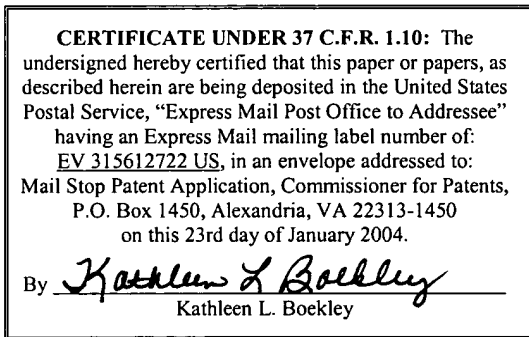 CERTIFICATE UNDER 37 C.F.R. 1.10: The
undersigned hereby certified that this paper or papers, as
described herein are being deposited in the United States
Postal Service, "Express Mail Post Office to Addressee"
having an Express Mail mailing label number of:
EV 315612722 US, in an envelope addressed to:
Mail Stop Patent Application, Commissioner for Patents,
P.O. Box 1450, Alexandria, VA 22313-1450
on this 23rd day of January 2004.
By Kathleen L Boekley
Kathleen L. Boekley